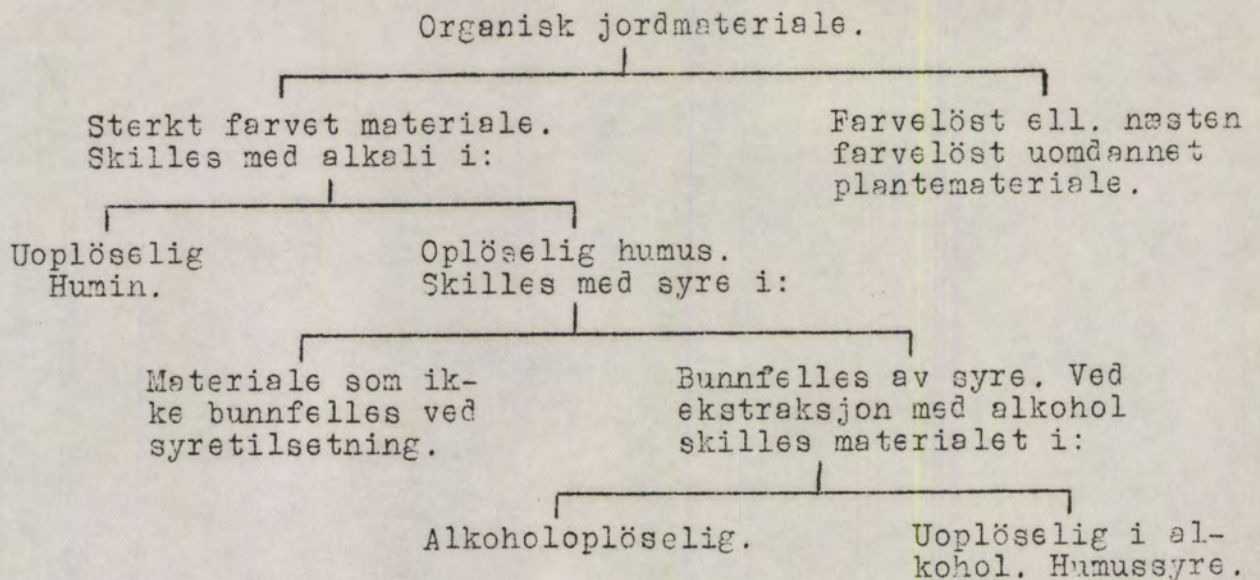 Organisk jordmateriale.
Sterkt farvet materiale.
Skilles med alkali i:
Farvelöst ell. næsten
farvelöst uomdannet
plantemateriale.
Uoplöselig
Humin.
Oplöselig humus.
Skilles med syre i:
Materiale som ik-
ke bunnfelles ved
syretilsetning.
Bunnfelles av syre. Ved
ekstraksjon med alkohol
skilles materialet i:
Alkoholoplöselig.
Uoplöselig i al-
kohol. Humussyre.